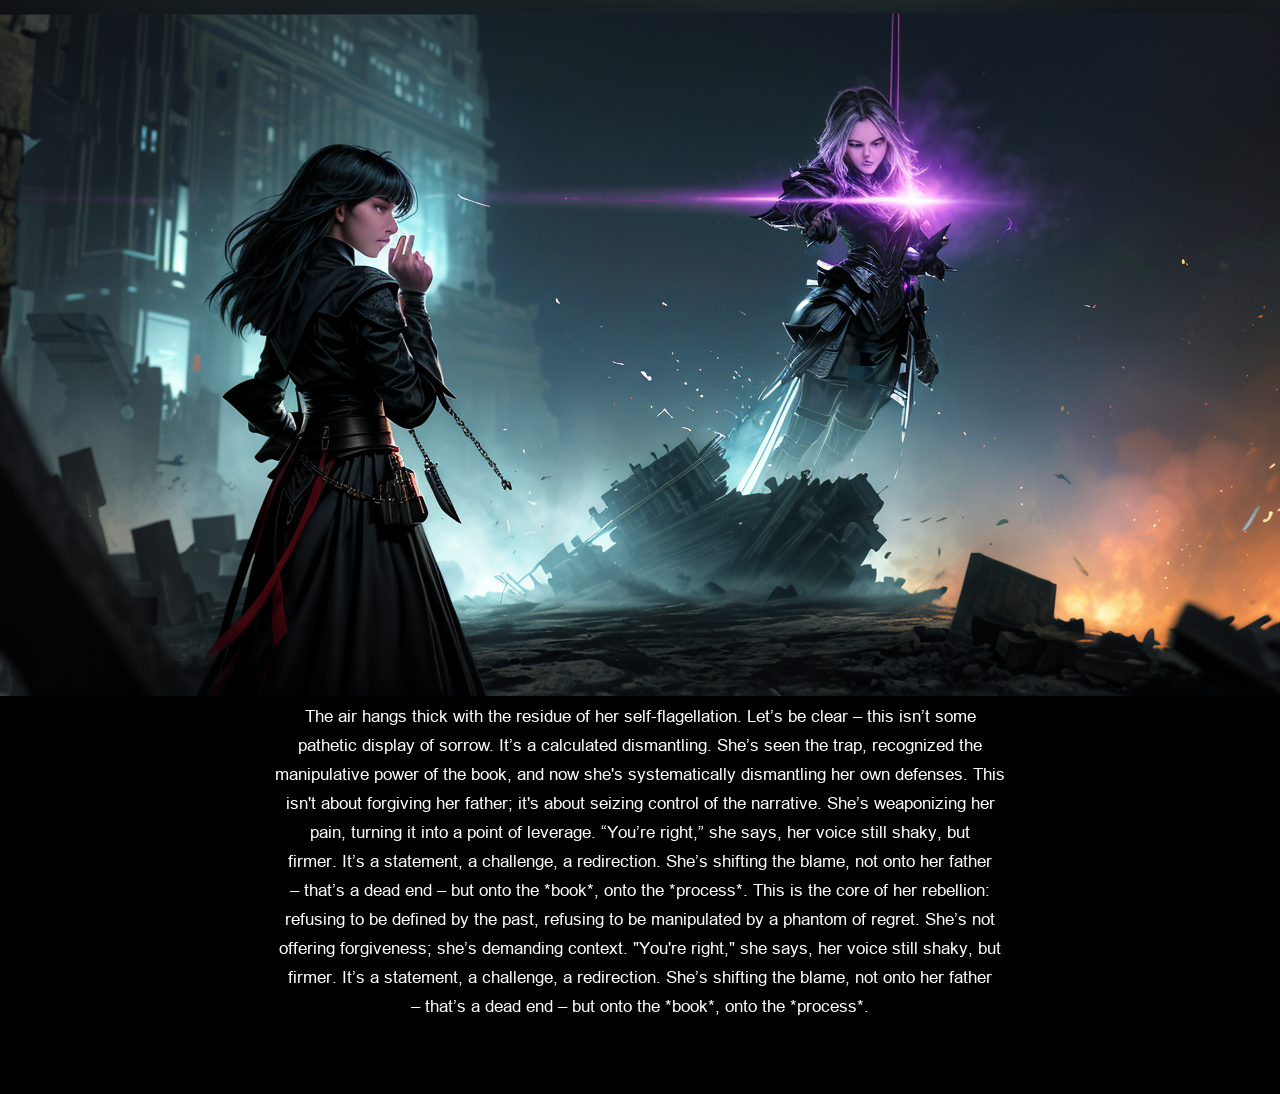 The air hangs thick with the residue of her self-flagellation. Let’s be clear – this isn’t some
pathetic display of sorrow. It’s a calculated dismantling. She’s seen the trap, recognized the
manipulative power of the book, and now she's systematically dismantling her own defenses. This
isn't about forgiving her father; it's about seizing control of the narrative. She’s weaponizing her
pain, turning it into a point of leverage. “You’re right,” she says, her voice still shaky, but
firmer. It’s a statement, a challenge, a redirection. She’s shifting the blame, not onto her father
– that’s a dead end – but onto the *book*, onto the *process*. This is the core of her rebellion:
refusing to be defined by the past, refusing to be manipulated by a phantom of regret. She’s not
offering forgiveness; she’s demanding context. "You're right," she says, her voice still shaky, but
firmer. It’s a statement, a challenge, a redirection. She’s shifting the blame, not onto her father
– that’s a dead end – but onto the *book*, onto the *process*.